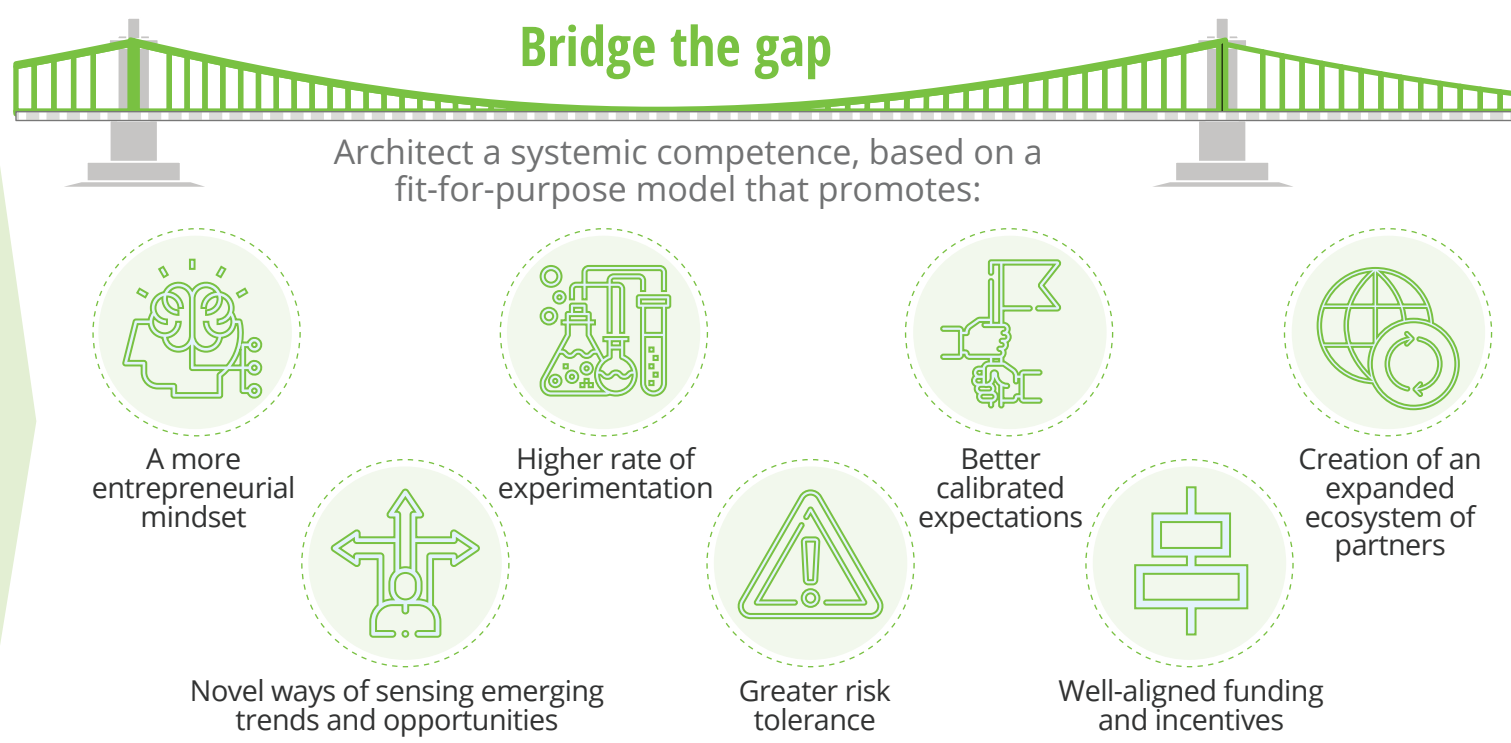 Bridge the gap
Architect a systemic competence, based on a
fit-for-purpose model that promotes:
A more
entrepreneurial
mindset
Novel ways of sensing emerging
trends and opportunities
Higher rate of
experimentation
Greater risk
tolerance
Better
calibrated
expectations
Well-aligned funding
and incentives
Creation of an
expanded
ecosystem of
partners